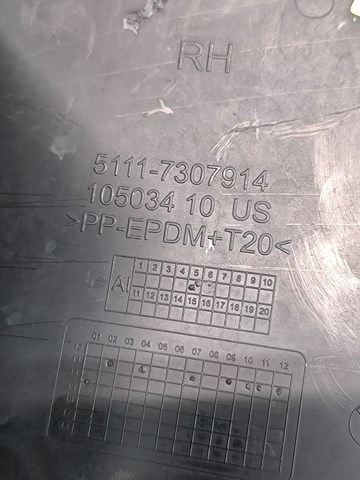 RH
5111-7307914
105034 10 US
>PP-EPDM+T20<
1 2 3 4 5 6 7 8 9 10
AI
11 12 13 14 15 16 17 18 19 20
01 02 03 04 05 06 07 08 09 10 11 12